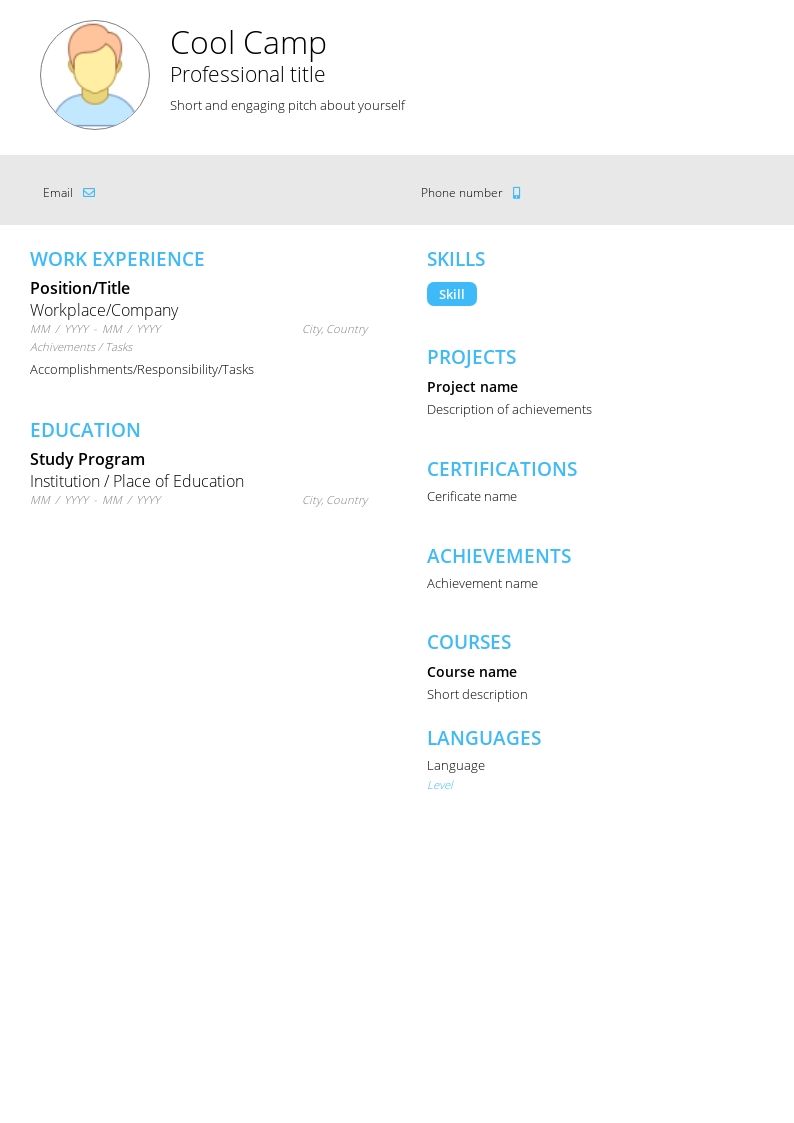 Cool Camp
Professional title
Short and engaging pitch about yourself
Email
Phone number
WORK EXPERIENCE
Position/Title
Workplace/Company
MM / YYYY - MM / YYYY
City, Country
Achivements / Tasks
Accomplishments/Responsibility/Tasks
EDUCATION
Study Program
Institution / Place of Education
MM / YYYY - MM / YYYY
City, Country
SKILLS
Skill
PROJECTS
Project name
Description of achievements
CERTIFICATIONS
Cerificate name
ACHIEVEMENTS
Achievement name
COURSES
Course name
Short description
LANGUAGES
Language
Level